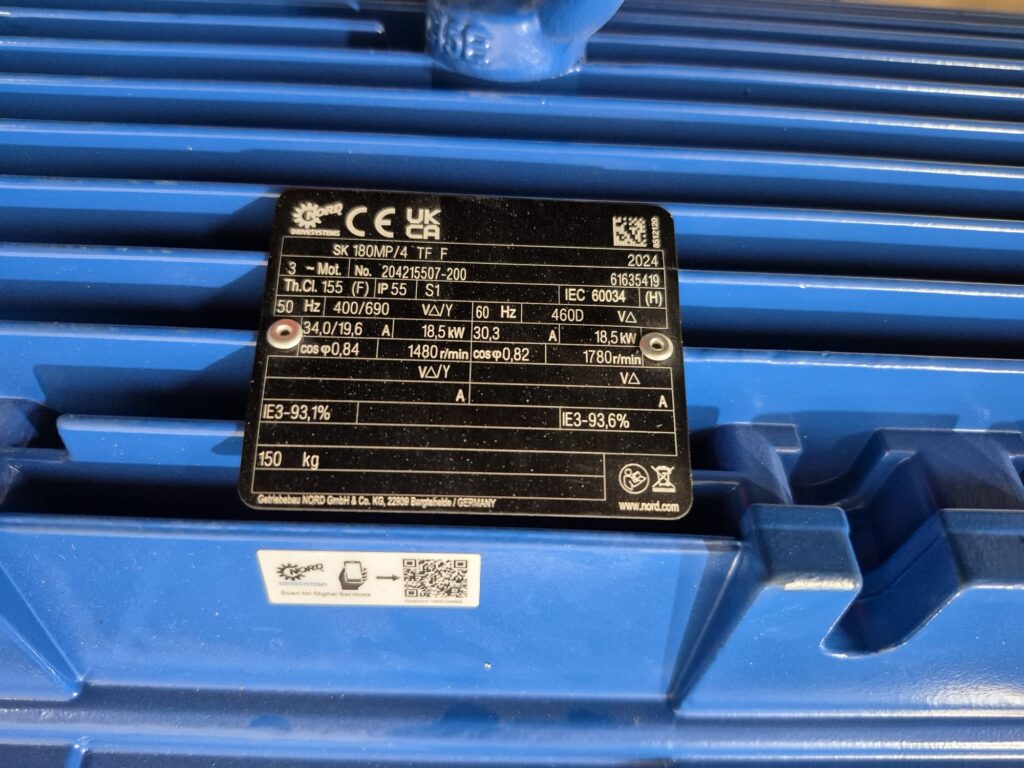 NORD
DRIVESYSTEMS
CE UK CA
6612120
SK 180MP/4 TF F 2024
3 ~ Mot. No. 204215507-200 61635419
Th.Cl. 155 (F) IP 55 S1 IEC 60034 (H)
50 Hz 400/690 V△/Y 60 Hz 460D V△
34,0/19,6 A 18,5 kW 30,3 A 18,5 kW
cos φ 0,84 1480 r/min cos φ 0,82 1780 r/min
V△/Y V△
A A
IE3-93,1% IE3-93,6%
150 kg
Getriebebau NORD GmbH & Co. KG, 22939 Bargteheide / GERMANY www.nord.com
NORD
DRIVESYSTEMS
Scan for Digital Services